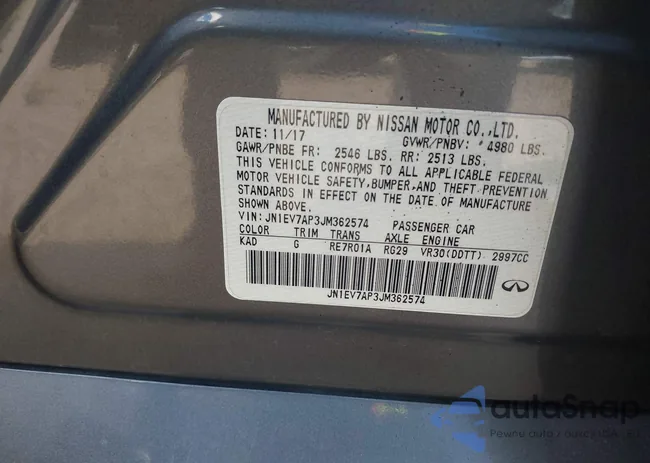 MANUFACTURED BY NISSAN MOTOR CO.,LTD.
DATE: 11/17 GVWR/PNBV: 4980 LBS.
GAWR/PNBE FR: 2546 LBS. RR: 2513 LBS.
THIS VEHICLE CONFORMS TO ALL APPLICABLE FEDERAL
MOTOR VEHICLE SAFETY, BUMPER, AND THEFT PREVENTION
STANDARDS IN EFFECT ON THE DATE OF MANUFACTURE
SHOWN ABOVE.
VIN: JN1EV7AP3JM362574 PASSENGER CAR
COLOR TRIM TRANS AXLE ENGINE
KAD G RE7R01A RG29 VR30(DDTT) 2997CC
JN1EV7AP3JM362574
autoSnap
Pewne auta